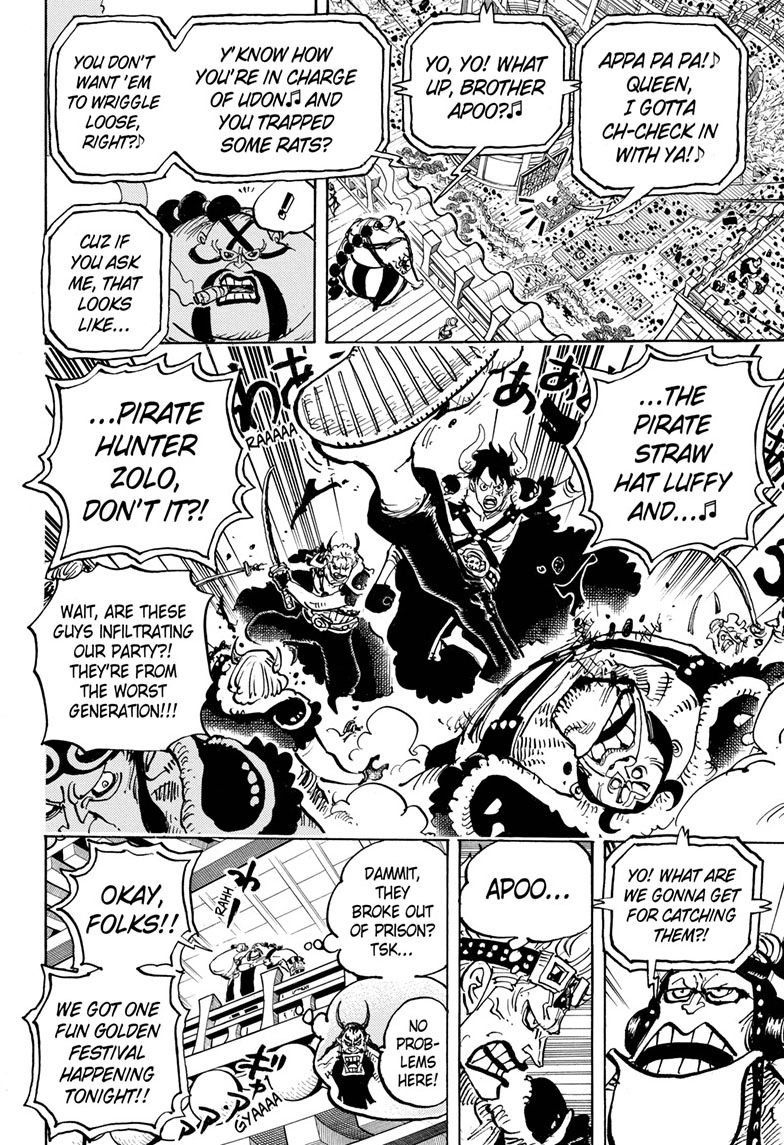 APPA PA PA!♪
QUEEN,
I GOTTA
CH-CHECK IN
WITH YA!♪
YO, YO! WHAT
UP, BROTHER
APOO?♫
Y'KNOW HOW
YOU'RE IN CHARGE
OF UDON♫ AND
YOU TRAPPED
SOME RATS?
YOU DON'T
WANT 'EM
TO WRIGGLE
LOOSE,
RIGHT?♪
!
CUZ IF
YOU ASK
ME, THAT
LOOKS
LIKE...
...THE
PIRATE
STRAW
HAT LUFFY
AND...♫
...PIRATE
HUNTER
ZOLO,
DON'T IT?!
RAAAAA
WAIT, ARE THESE
GUYS INFILTRATING
OUR PARTY?!
THEY'RE FROM
THE WORST
GENERATION!!!
YO! WHAT ARE
WE GONNA GET
FOR CATCHING
THEM?!
APOO...
DAMMIT,
THEY
BROKE OUT
OF PRISON?
TSK...
NO
PROB-
LEMS
HERE!
RAHH
GYAAAA
OKAY,
FOLKS!!
WE GOT ONE
FUN GOLDEN
FESTIVAL
HAPPENING
TONIGHT!!